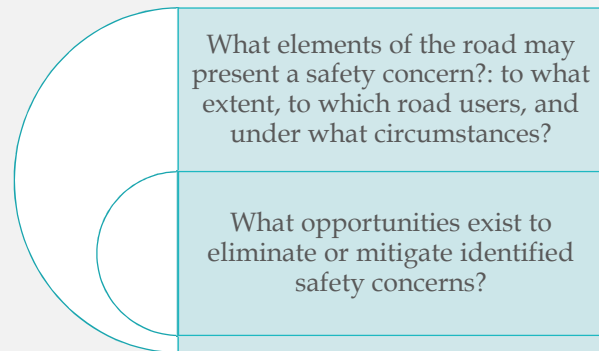 What elements of the road may
present a safety concern?: to what
extent, to which road users, and
under what circumstances?
What opportunities exist to
eliminate or mitigate identified
safety concerns?